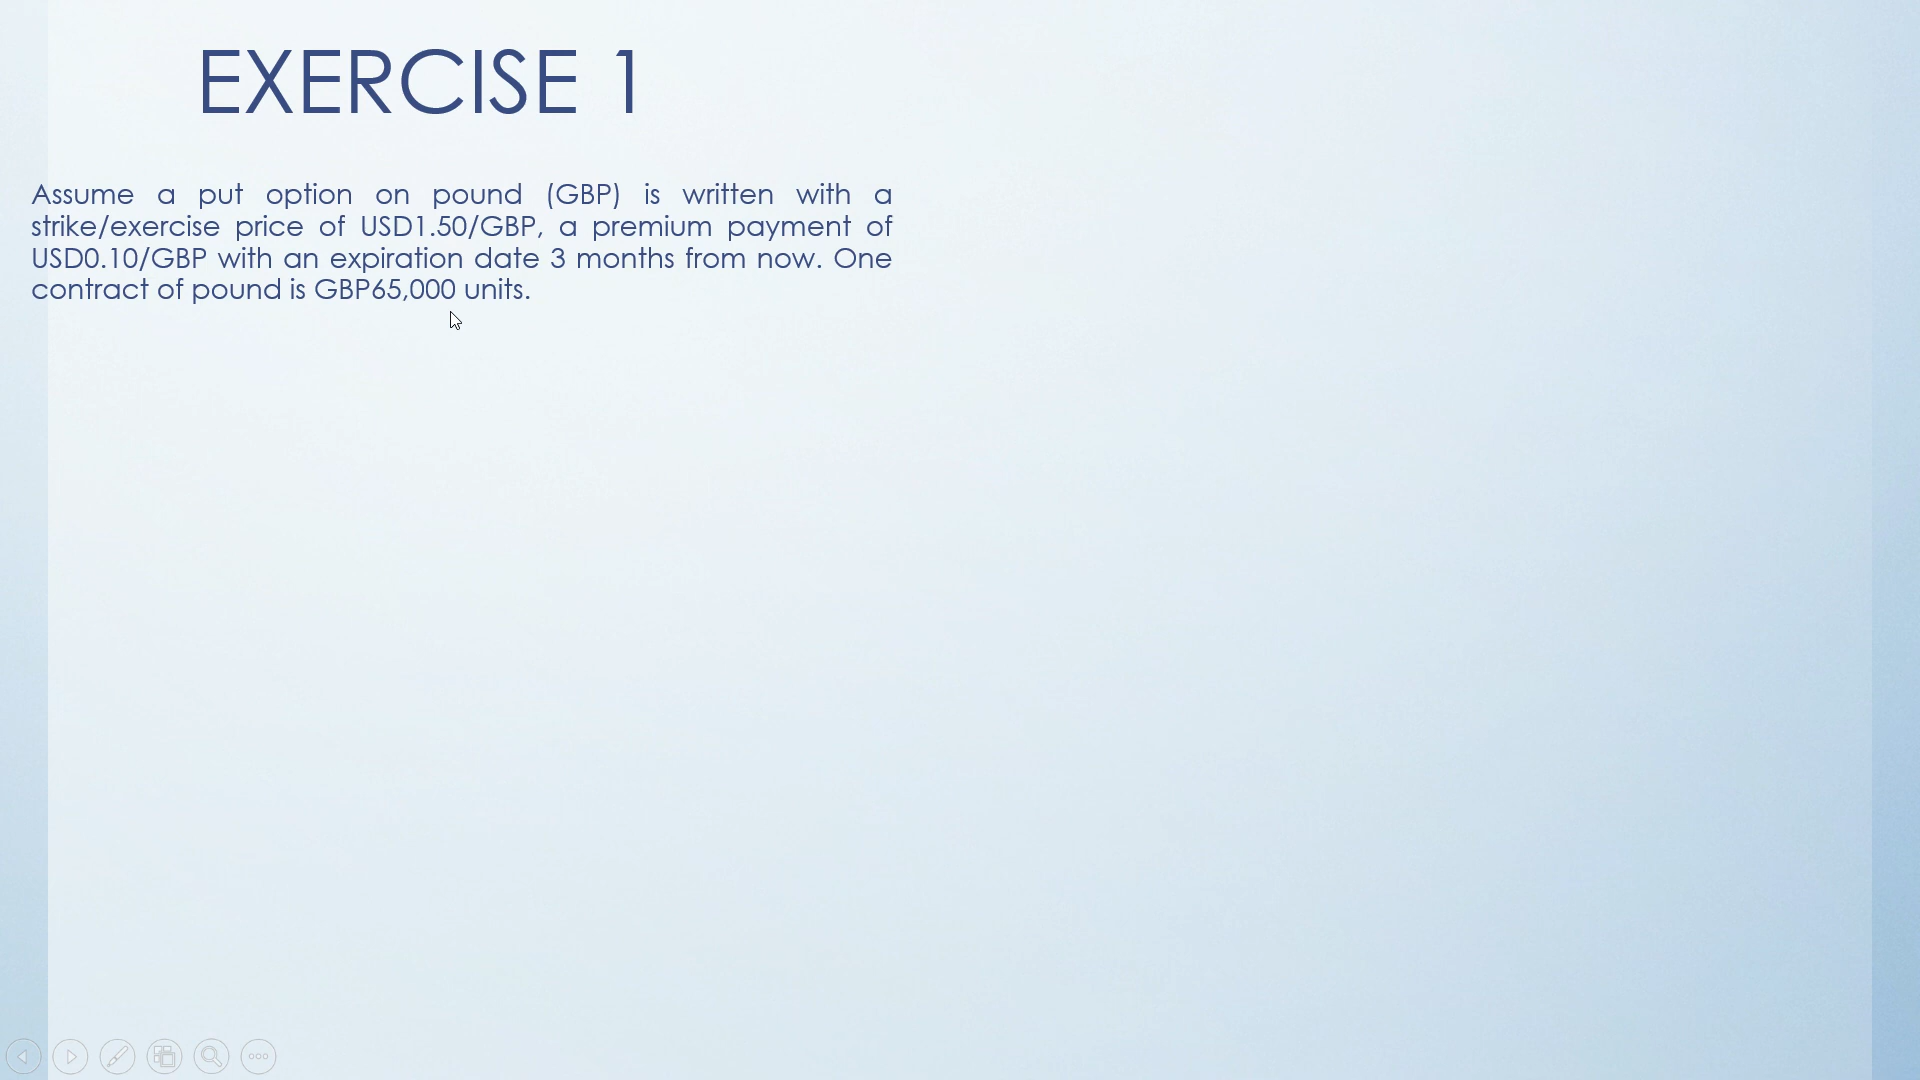 EXERCISE 1
Assume a put option on pound (GBP) is written with a
strike/exercise price of USD1.50/GBP, a premium payment of
USD0.10/GBP with an expiration date 3 months from now. One
contract of pound is GBP65,000 units.